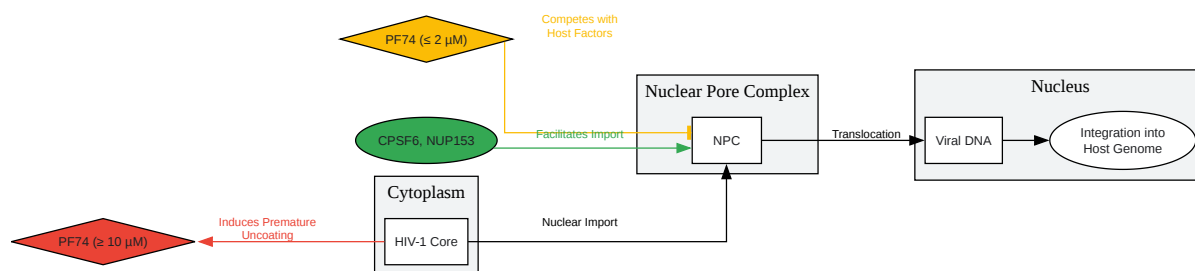 PF74 (≤ 2 µM)
Competes with
Host Factors
Nuclear Pore Complex
Nucleus
CPSF6, NUP153
Facilitates Import
NPC
Translocation
Viral DNA
Integration into
Host Genome
Cytoplasm
PF74 (≥ 10 µM)
Induces Premature
Uncoating
HIV-1 Core
Nuclear Import